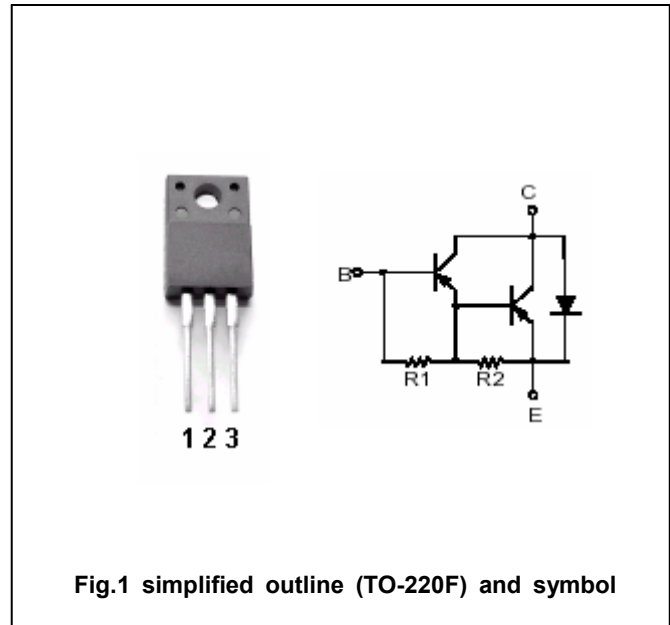 1 2 3
C
B
R1 R2
E
Fig.1 simplified outline (TO-220F) and symbol